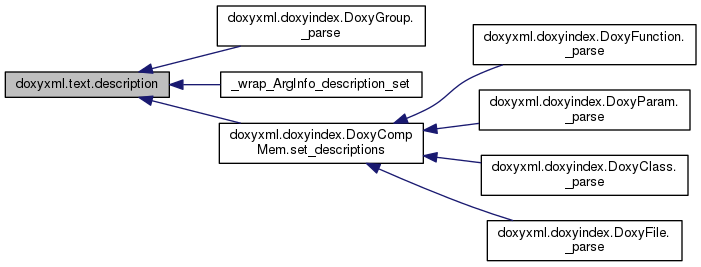 doxyxml.doxyindex.DoxyGroup.
_parse
doxyxml.text.description
_wrap_ArgInfo_description_set
doxyxml.doxyindex.DoxyComp
Mem.set_descriptions
doxyxml.doxyindex.DoxyFunction.
_parse
doxyxml.doxyindex.DoxyParam.
_parse
doxyxml.doxyindex.DoxyClass.
_parse
doxyxml.doxyindex.DoxyFile.
_parse